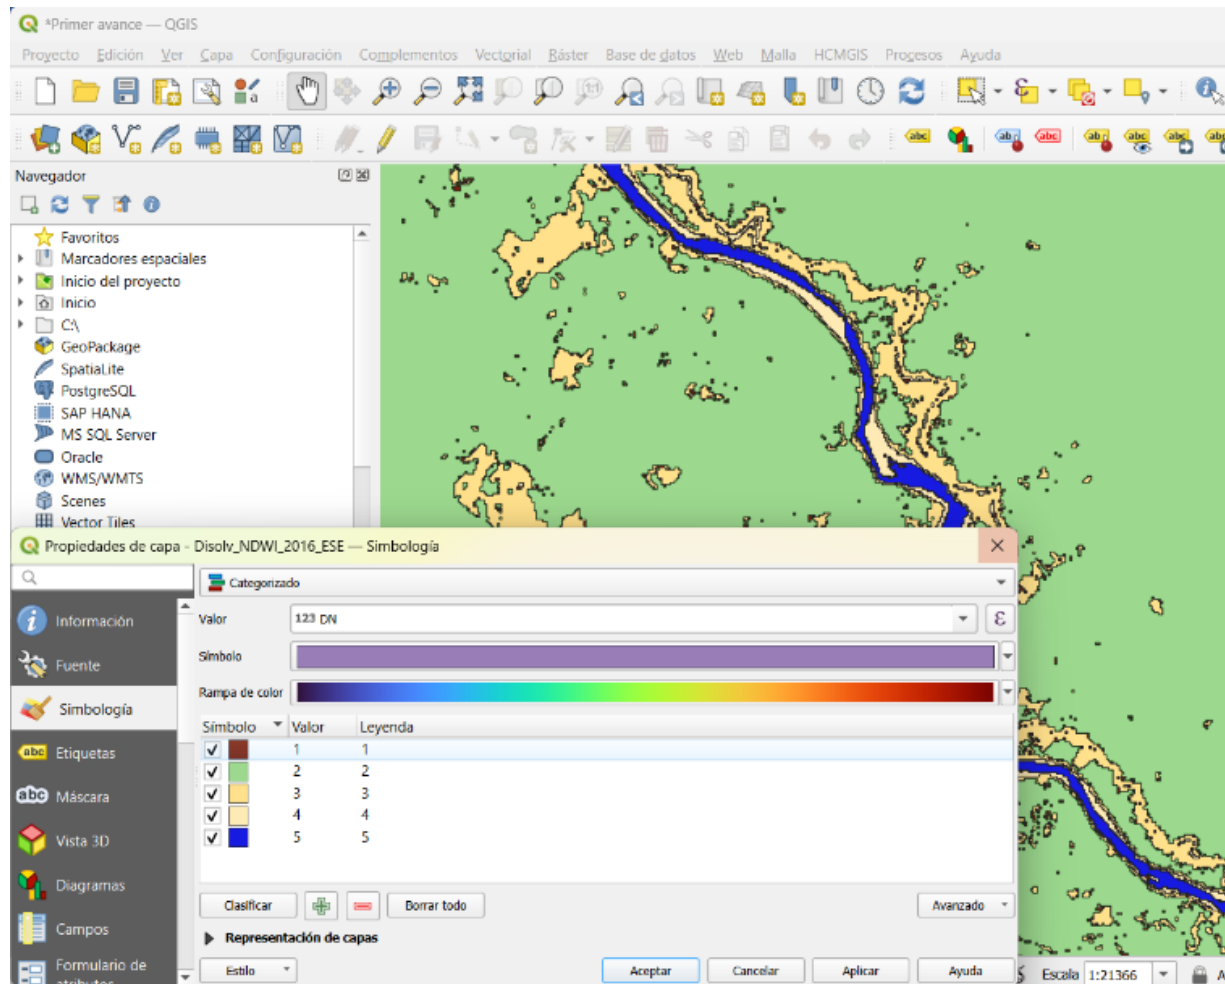 *Primer avance — QGIS
Proyecto Edición Ver Capa Configuración Complementos Vectorial Ráster Base de datos Web Malla HCMGIS Procesos Ayuda
Navegador
Favoritos
Marcadores espaciales
Inicio del proyecto
Inicio
C:\
GeoPackage
SpatiaLite
PostgreSQL
SAP HANA
MS SQL Server
Oracle
WMS/WMTS
Scenes
Vector Tiles
Propiedades de capa - Disolv_NDWI_2016_ESE — Simbología
Categorizado
Información
Valor
123 DN
ε
Símbolo
Fuente
Rampa de color
Simbología
Símbolo Valor Leyenda
1 1
abc Etiquetas
2 2
abc Máscara
3 3
4 4
Vista 3D
5 5
Diagramas
Clasificar
Borrar todo
Avanzado
Campos
Representación de capas
Formulario de
atributos
Estilo
Aceptar
Cancelar
Aplicar
Ayuda
Escala 1:21366